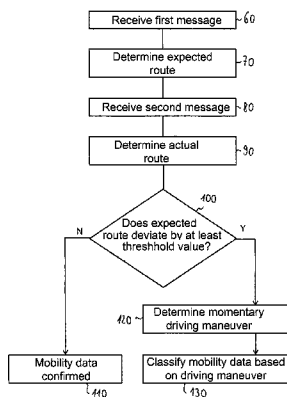 Receive first message
60
Determine expected
route
70
Receive second message
80
Determine actual
route
90
100
Does expected
route deviate by at least
threshhold value?
N
Y
Determine momentary
driving maneuver
120
Mobility data
confirmed
110
Classify mobility data based
on driving maneuver
130